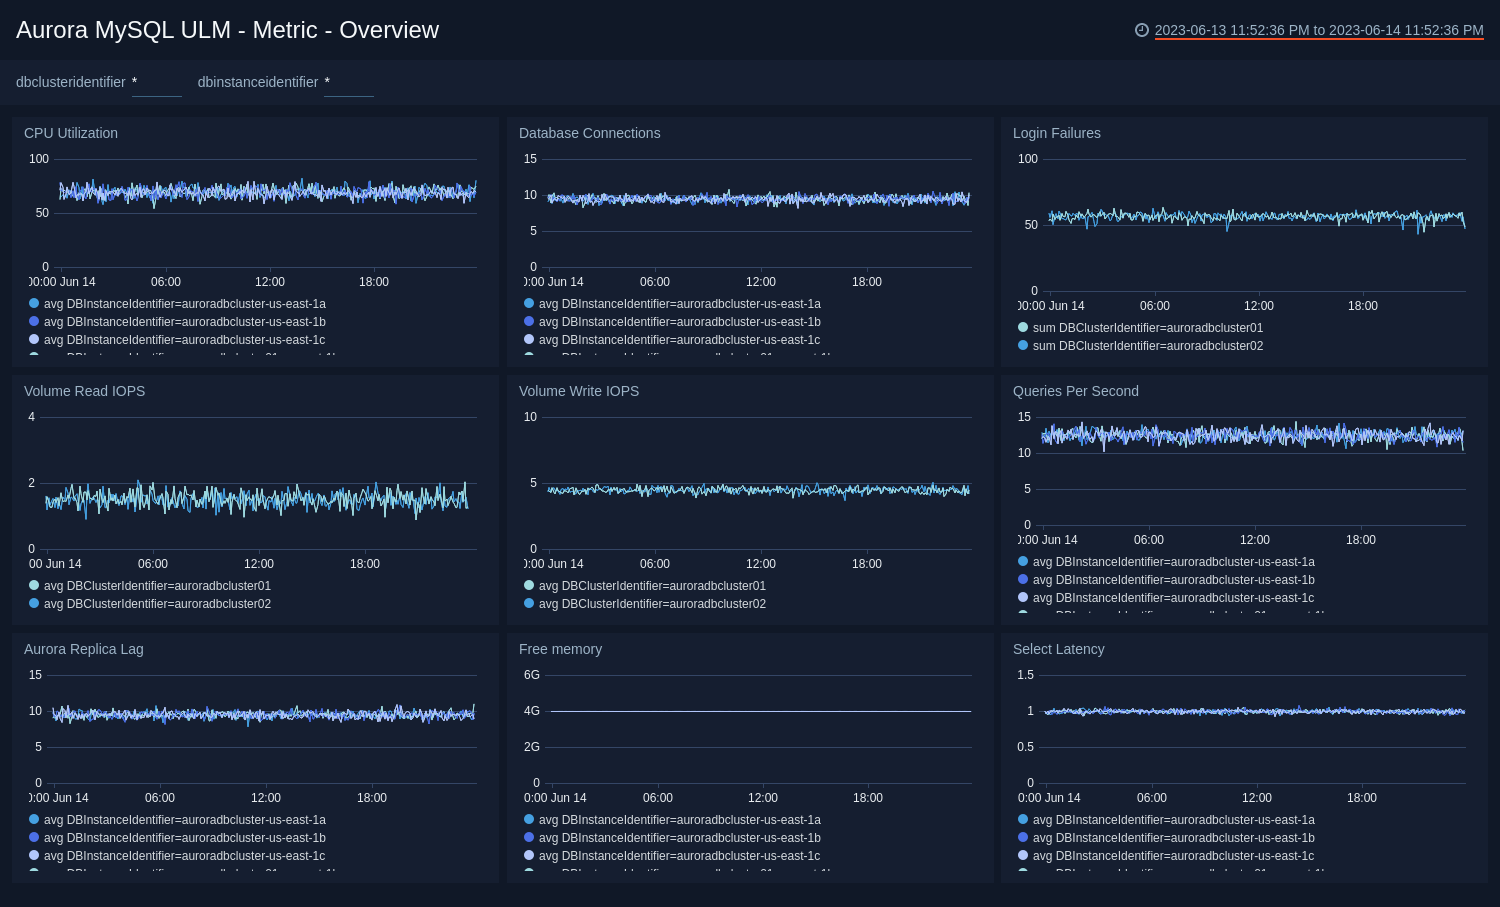 Aurora MySQL ULM - Metric - Overview
2023-06-13 11:52:36 PM to 2023-06-14 11:52:36 PM
dbclusteridentifier *
dbinstanceidentifier *
CPU Utilization
100
50
0
00:00 Jun 14 06:00 12:00 18:00
avg DBInstanceIdentifier=auroradbcluster-us-east-1a
avg DBInstanceIdentifier=auroradbcluster-us-east-1b
avg DBInstanceIdentifier=auroradbcluster-us-east-1c
Database Connections
15
10
5
0
0:00 Jun 14 06:00 12:00 18:00
avg DBInstanceIdentifier=auroradbcluster-us-east-1a
avg DBInstanceIdentifier=auroradbcluster-us-east-1b
avg DBInstanceIdentifier=auroradbcluster-us-east-1c
Login Failures
100
50
0
00:00 Jun 14 06:00 12:00 18:00
sum DBClusterIdentifier=auroradbcluster01
sum DBClusterIdentifier=auroradbcluster02
Volume Read IOPS
4
2
0
00 Jun 14 06:00 12:00 18:00
avg DBClusterIdentifier=auroradbcluster01
avg DBClusterIdentifier=auroradbcluster02
Volume Write IOPS
10
5
0
0:00 Jun 14 06:00 12:00 18:00
avg DBClusterIdentifier=auroradbcluster01
avg DBClusterIdentifier=auroradbcluster02
Queries Per Second
15
10
5
0
0:00 Jun 14 06:00 12:00 18:00
avg DBInstanceIdentifier=auroradbcluster-us-east-1a
avg DBInstanceIdentifier=auroradbcluster-us-east-1b
avg DBInstanceIdentifier=auroradbcluster-us-east-1c
Aurora Replica Lag
15
10
5
0
0:00 Jun 14 06:00 12:00 18:00
avg DBInstanceIdentifier=auroradbcluster-us-east-1a
avg DBInstanceIdentifier=auroradbcluster-us-east-1b
avg DBInstanceIdentifier=auroradbcluster-us-east-1c
Free memory
6G
4G
2G
0
0:00 Jun 14 06:00 12:00 18:00
avg DBInstanceIdentifier=auroradbcluster-us-east-1a
avg DBInstanceIdentifier=auroradbcluster-us-east-1b
avg DBInstanceIdentifier=auroradbcluster-us-east-1c
Select Latency
1.5
1
0.5
0
0:00 Jun 14 06:00 12:00 18:00
avg DBInstanceIdentifier=auroradbcluster-us-east-1a
avg DBInstanceIdentifier=auroradbcluster-us-east-1b
avg DBInstanceIdentifier=auroradbcluster-us-east-1c